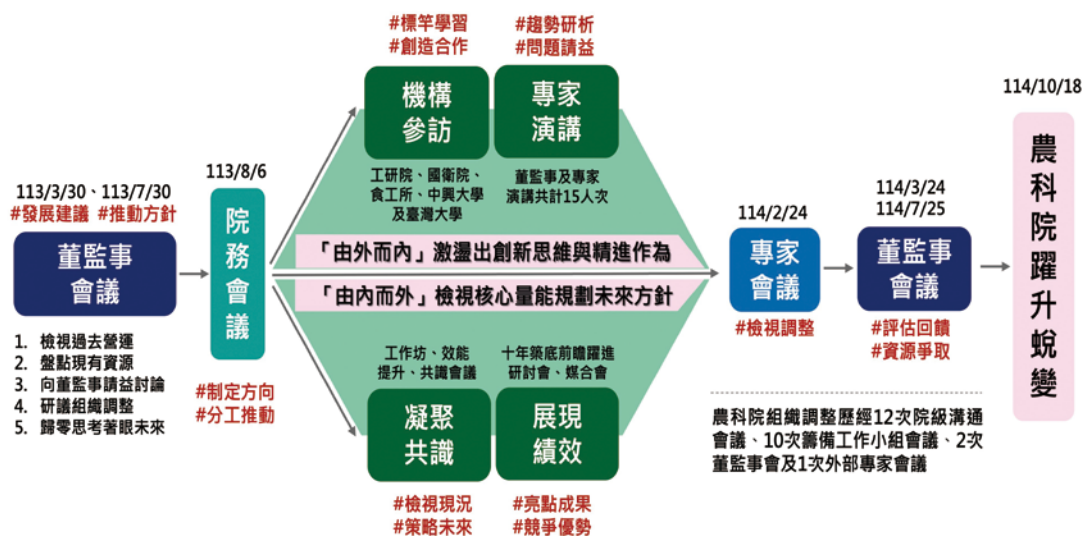 113/3/30、113/7/30
#發展建議 #推動方針
董監事
會議
1. 檢視過去營運
2. 盤點現有資源
3. 向董監事請益討論
4. 研議組織調整
5. 歸零思考著眼未來
113/8/6
院
務
會
議
#制定方向
#分工推動
#標竿學習
#創造合作
機構
參訪
工研院、國衛院、
食工所、中興大學
及臺灣大學
#趨勢研析
#問題請益
專家
演講
董監事及專家
演講共計15人次
「由外而內」激盪出創新思維與精進作為
「由內而外」檢視核心量能規劃未來方針
工作坊、效能
提升、共識會議
凝聚
共識
#檢視現況
#策略未來
十年築底前瞻躍進
研討會、媒合會
展現
績效
#亮點成果
#競爭優勢
114/2/24
專家
會議
#檢視調整
114/3/24
114/7/25
董監事
會議
#評估回饋
#資源爭取
農科院組織調整歷經12次院級溝通
會議、10次籌備工作小組會議、2次
董監事會及1次外部專家會議
114/10/18
農
科
院
躍
升
蛻
變